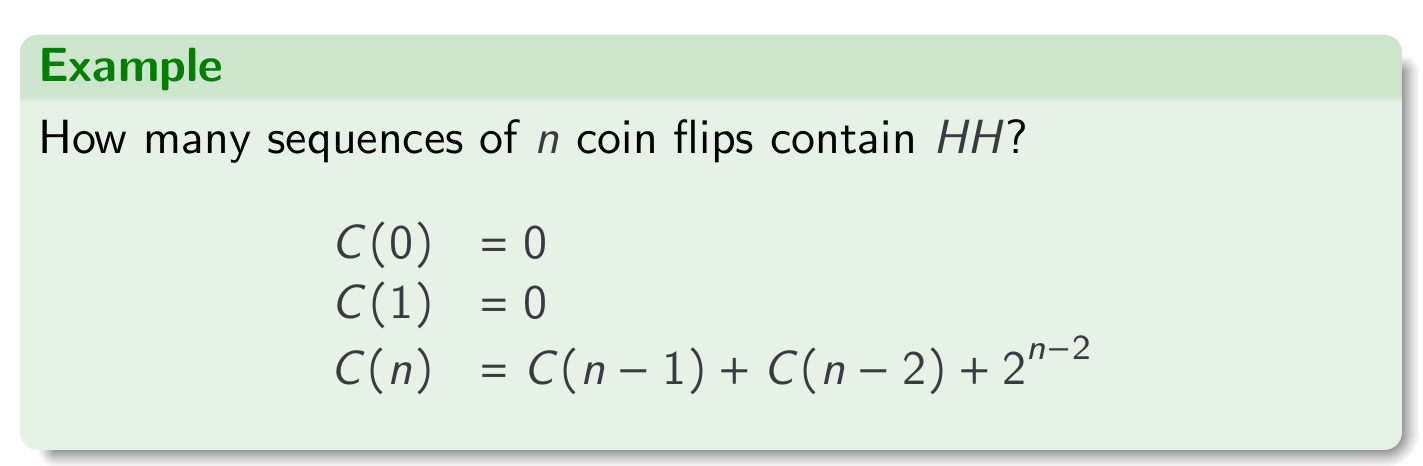 Example
How many sequences of n coin flips contain HH?
C(0) = 0
C(1) = 0
C(n) = C(n − 1) + C(n − 2) + 2^{n−2}